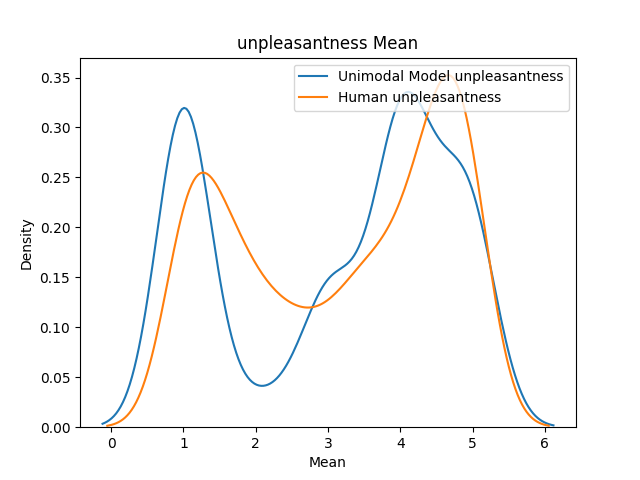 unpleasantness Mean
Unimodal Model unpleasantness
Human unpleasantness
Density
0.35
0.30
0.25
0.20
0.15
0.10
0.05
0.00
0 1 2 3 4 5 6
Mean